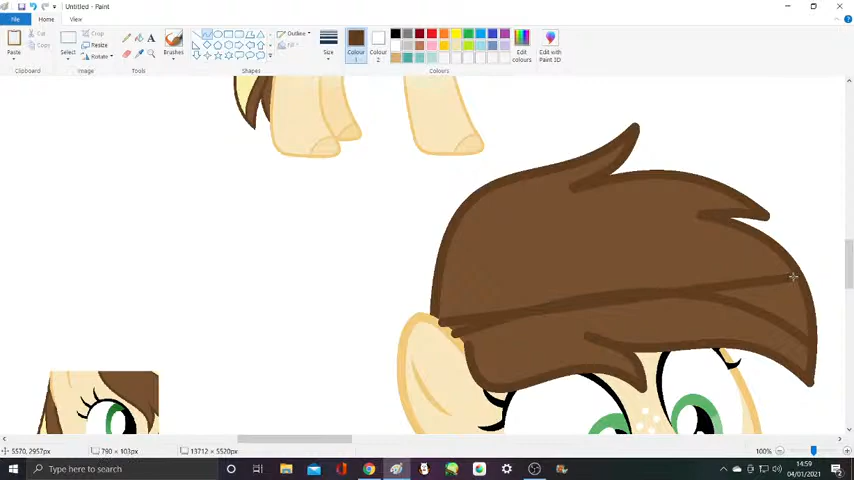 Untitled - Paint
File
Home
View
Paste
Cut
Copy
Clipboard
Select
Crop
Resize
Rotate
Image
Tools
Brushes
Shapes
Outline
Fill
Size
Colour
1
Colour
2
Edit
colours
Colours
Edit with
Paint 3D
5570, 2957px
790 × 103px
13712 × 5520px
100%
Type here to search
14:59
04/01/2021